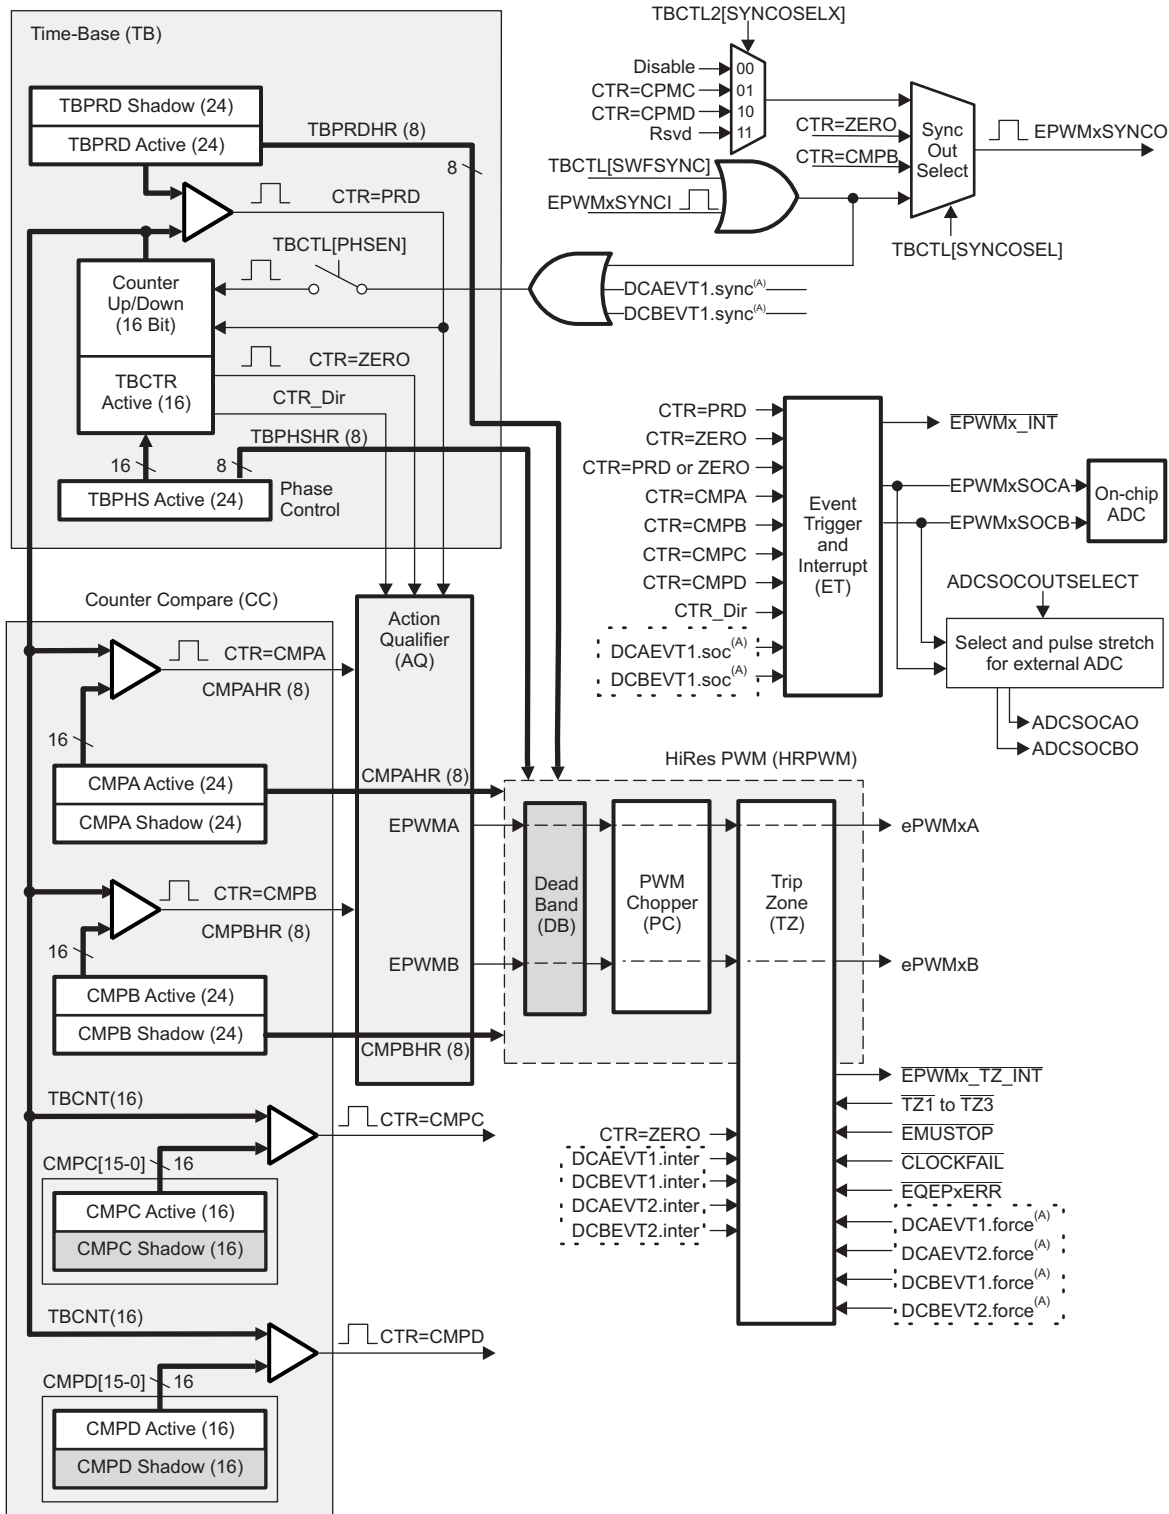 TBCTL2[SYNCOSELX]
Time-Base (TB)
Disable
00
CTR=CPMC
01
CTR=CPMD
10
Rsvd
11
TBPRD Shadow (24)
TBPRD Active (24)
TBPRDHR (8)
8
CTR=ZERO
CTR=CMPB
Sync
Out
Select
EPWMxSYNCO
TBCTL[SWFSYNC]
EPWMxSYNCI
TBCTL[SYNCOSEL]
CTR=PRD
TBCTL[PHSEN]
Counter
Up/Down
(16 Bit)
DCAEVT1.sync(A)
DCBEVT1.sync(A)
CTR=ZERO
TBCTR
Active (16)
CTR_Dir
TBPHSHR (8)
16
8
TBPHS Active (24)
Phase
Control
CTR=PRD
CTR=ZERO
CTR=PRD or ZERO
CTR=CMPA
CTR=CMPB
CTR=CMPC
CTR=CMPD
CTR_Dir
DCAEVT1.soc(A)
DCBEVT1.soc(A)
Event
Trigger
and
Interrupt
(ET)
EPWMx_INT
EPWMxSOCA
EPWMxSOCB
On-chip
ADC
ADCSOCOUTSELECT
Select and pulse stretch
for external ADC
ADCSOCAO
ADCSOCBO
Counter Compare (CC)
Action
Qualifier
(AQ)
CTR=CMPA
CMPAHR (8)
16
CMPA Active (24)
CMPA Shadow (24)
CMPAHR (8)
HiRes PWM (HRPWM)
EPWMA
ePWMxA
CTR=CMPB
CMPBHR (8)
16
Dead
Band
(DB)
PWM
Chopper
(PC)
Trip
Zone
(TZ)
EPWMB
ePWMxB
CMPB Active (24)
CMPB Shadow (24)
CMPBHR (8)
EPWMx_TZ_INT
TZ1 to TZ3
EMUSTOP
CLOCKFAIL
EQEPxERR
DCAEVT1.force(A)
DCAEVT2.force(A)
DCBEVT1.force(A)
DCBEVT2.force(A)
CTR=ZERO
DCAEVT1.inter
DCBEVT1.inter
DCAEVT2.inter
DCBEVT2.inter
TBCNT(16)
CTR=CMPC
CMPC[15-0]
16
CMPC Active (16)
CMPC Shadow (16)
TBCNT(16)
CTR=CMPD
CMPD[15-0]
16
CMPD Active (16)
CMPD Shadow (16)